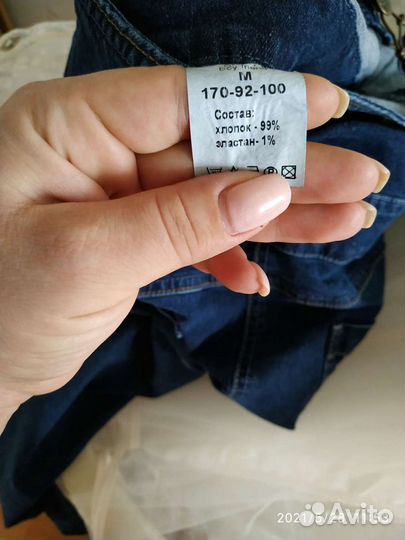 M
170-92-100
Состав:
хлопок - 99%
эластан- 1%
Avito